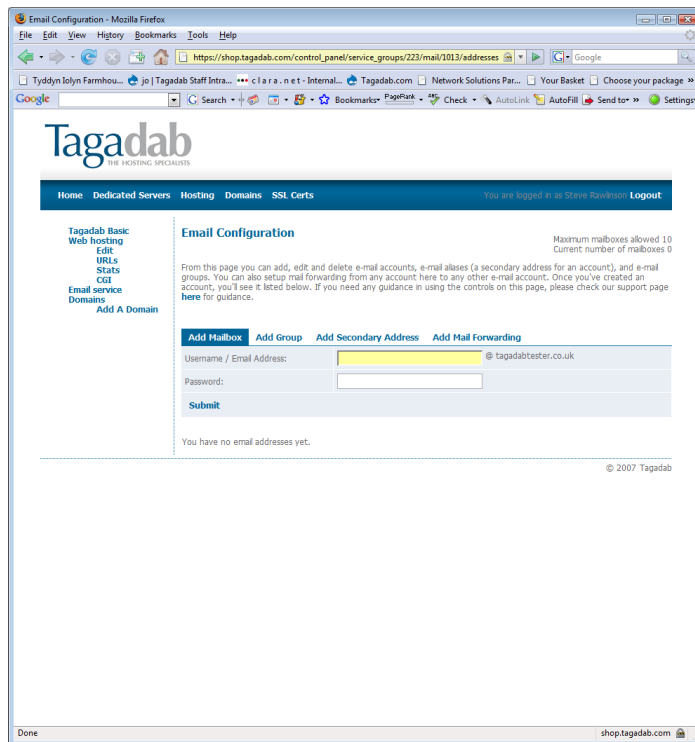 Email Configuration - Mozilla Firefox
File Edit View History Bookmarks Tools Help
https://shop.tagadab.com/control_panel/service_groups/223/mail/1013/addresses G Google
Tyddyn Iolyn Farmhou... jo | Tagadab Staff Intra... c l a r a . n e t - Internal... Tagadab.com Network Solutions Par... Your Basket Choose your package »
Google G Search Bookmarks PageRank ABC Check AutoLink AutoFill Send to » Settings
Tagadab
THE HOSTING SPECIALISTS
Home Dedicated Servers Hosting Domains SSL Certs You are logged in as Steve Rawlinson Logout
Tagadab Basic
Web hosting
Edit
URLs
Stats
CGI
Email service
Domains
Add A Domain
Email Configuration
Maximum mailboxes allowed 10
Current number of mailboxes 0
From this page you can add, edit and delete e-mail accounts, e-mail aliases (a secondary address for an account), and e-mail
groups. You can also setup mail forwarding from any account here to any other e-mail account. Once you've created an
account, you'll see it listed below. If you need any guidance in using the controls on this page, please check our support page
here for guidance.
Add Mailbox Add Group Add Secondary Address Add Mail Forwarding
Username / Email Address: @ tagadabtester.co.uk
Password:
Submit
You have no email addresses yet.
© 2007 Tagadab
Done shop.tagadab.com